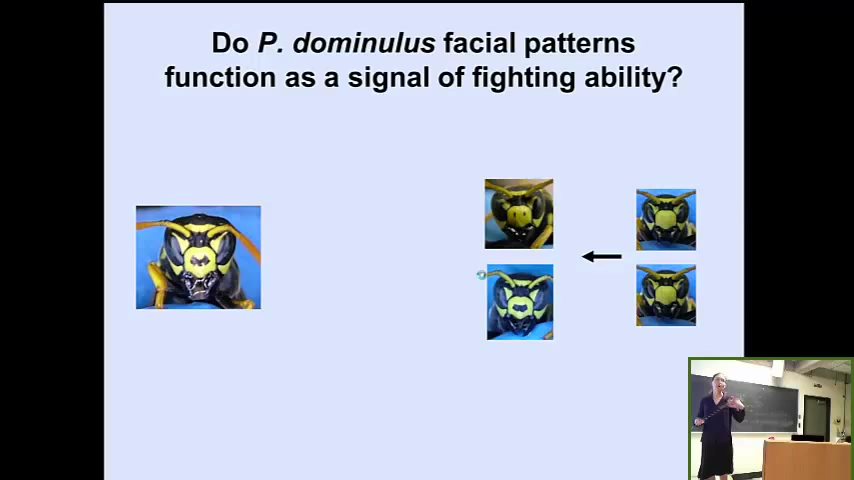 Do P. dominulus facial patterns
function as a signal of fighting ability?